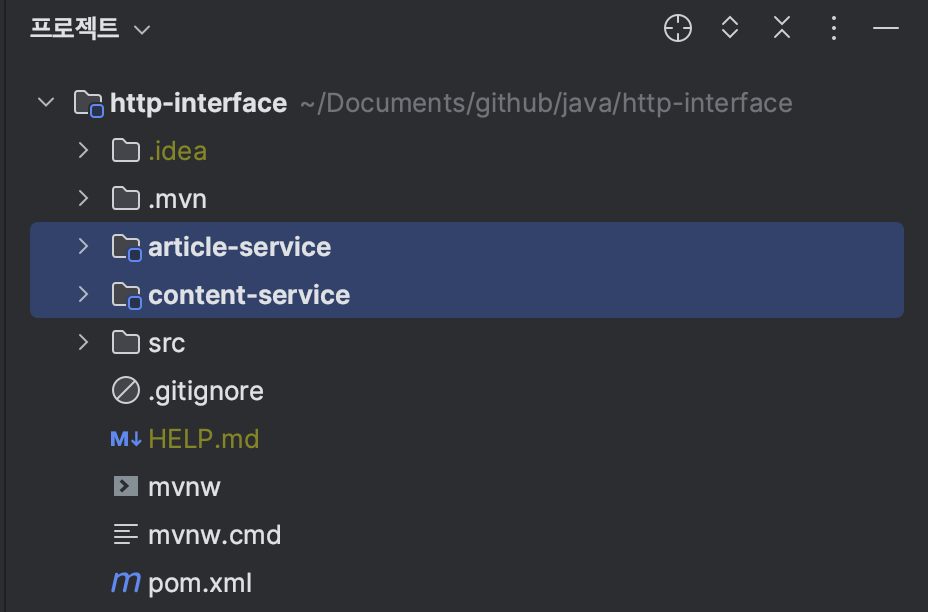 프로젝트
http-interface ~/Documents/github/java/http-interface
.idea
.mvn
article-service
content-service
src
.gitignore
M↓ HELP.md
mvnw
mvnw.cmd
m pom.xml